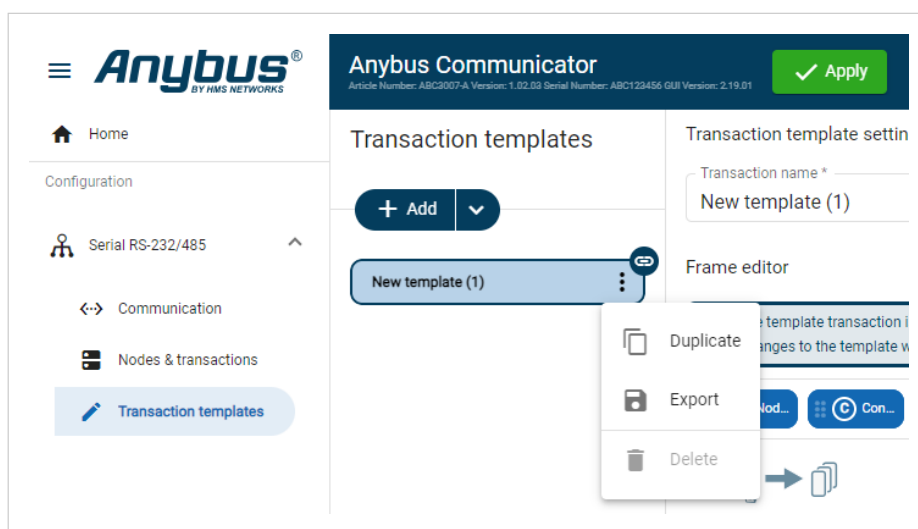 Anybus®
BY HMS NETWORKS
Anybus Communicator
Article Number: ABC3007-A Version: 1.02.03 Serial Number: ABC123456 GUI Version: 2.19.01
Apply
Home
Configuration
Serial RS-232/485
Communication
Nodes & transactions
Transaction templates
Transaction templates
Add
New template (1)
Duplicate
Export
Delete
Transaction template settin
Transaction name *
New template (1)
Frame editor
template transaction i
anges to the template w
Nod...
C Con...